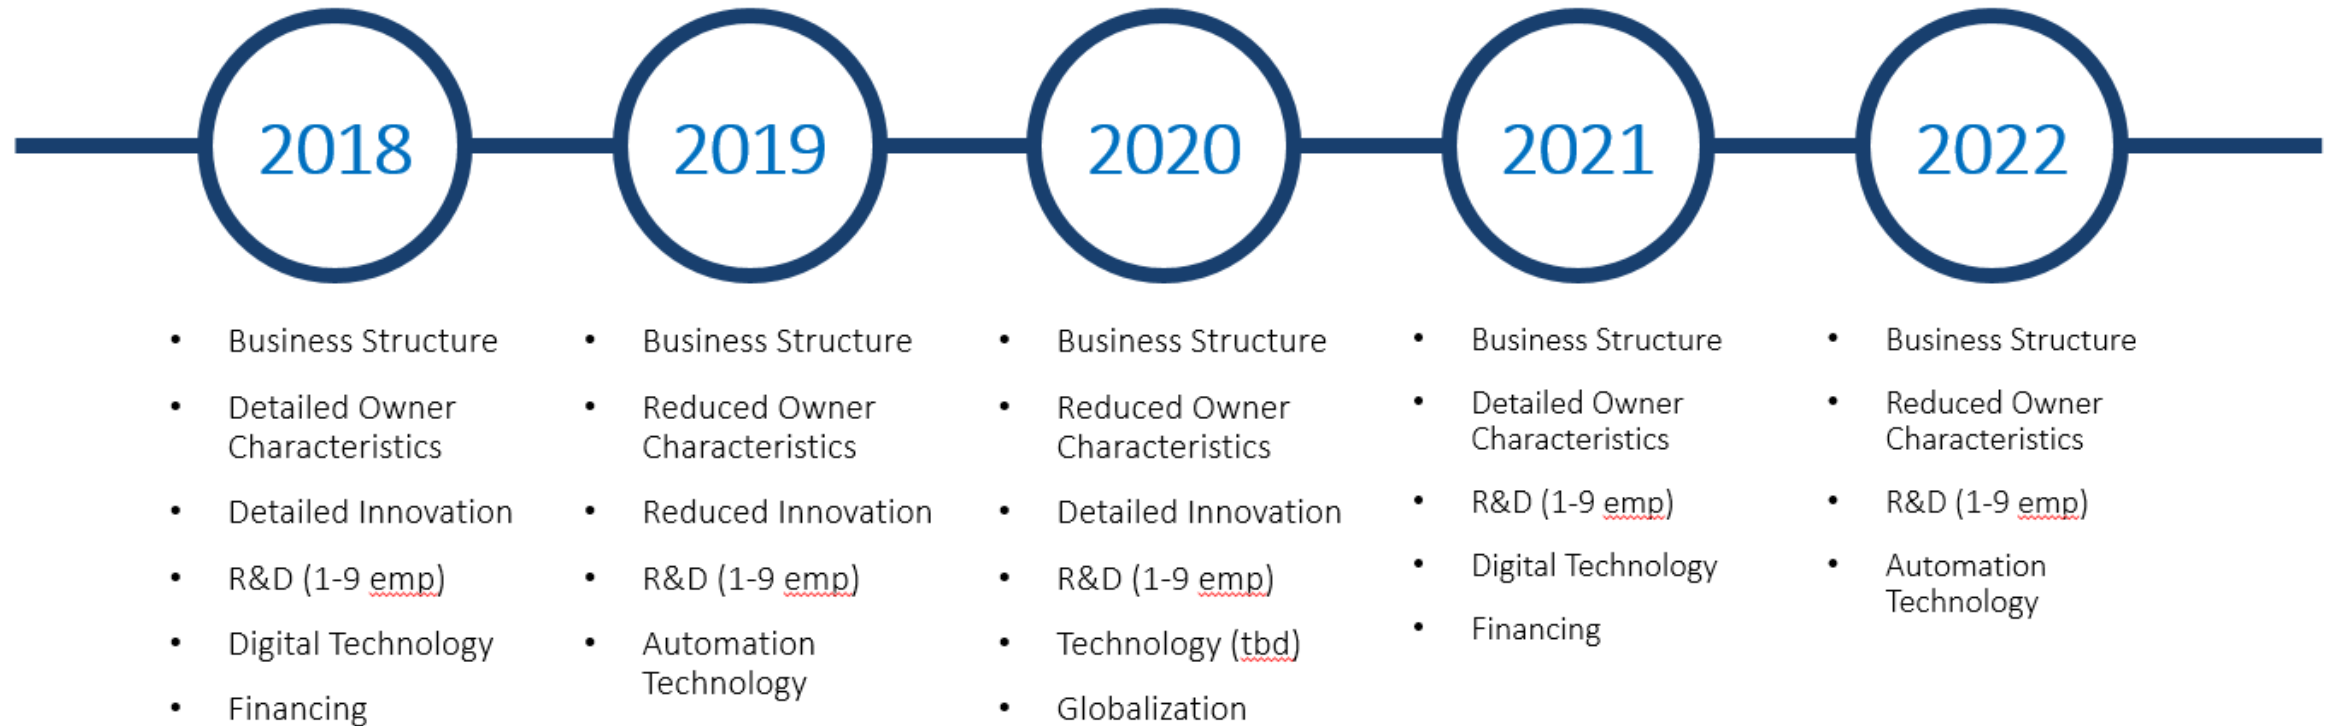 2018
2019
2020
2021
2022
• Business Structure
• Detailed Owner
Characteristics
• Detailed Innovation
• R&D (1-9 emp)
• Digital Technology
• Financing
• Business Structure
• Reduced Owner
Characteristics
• Reduced Innovation
• R&D (1-9 emp)
• Automation
Technology
• Business Structure
• Reduced Owner
Characteristics
• Detailed Innovation
• R&D (1-9 emp)
• Technology (tbd)
• Globalization
• Business Structure
• Detailed Owner
Characteristics
• R&D (1-9 emp)
• Digital Technology
• Financing
• Business Structure
• Reduced Owner
Characteristics
• R&D (1-9 emp)
• Automation
Technology